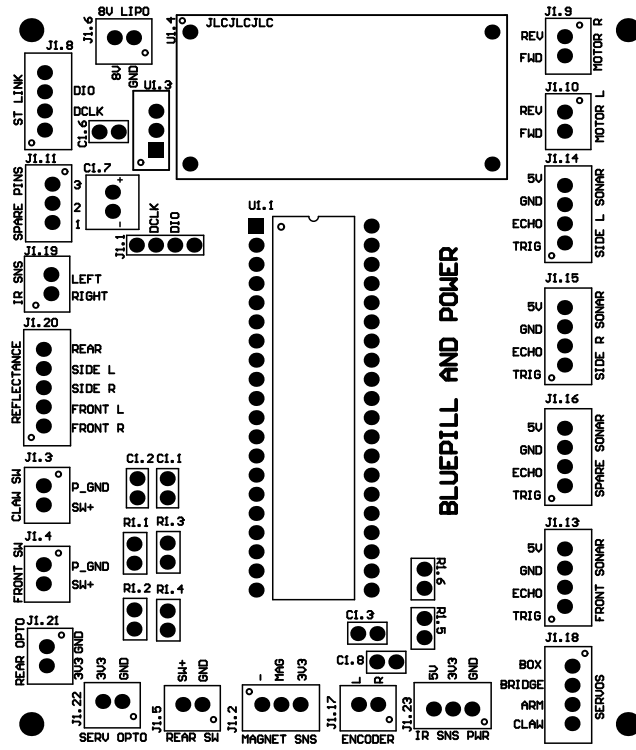 8V LIPO
J1.6
8V
GND
U1.4
JLCJLCJLC
J1.9
REV
FWD
MOTOR R
J1.8
ST LINK
DIO
DCLK
C1.6
U1.3
J1.10
REV
FWD
MOTOR L
J1.11
SPARE PINS
3
2
1
C1.7
+
-
J1.1
DCLK
DIO
U1.1
J1.14
5V
GND
ECHO
TRIG
SIDE L SONAR
J1.19
IR SNS
LEFT
RIGHT
BLUEPILL AND POWER
J1.15
5V
GND
ECHO
TRIG
SIDE R SONAR
J1.20
REFLECTANCE
REAR
SIDE L
SIDE R
FRONT L
FRONT R
J1.16
5V
GND
ECHO
TRIG
SPARE SONAR
J1.3
CLAW SW
P_GND
SW+
C1.2
C1.1
J1.4
FRONT SW
P_GND
SW+
R1.1
R1.3
R1.2
R1.4
R1.6
R1.5
J1.13
5V
GND
ECHO
TRIG
FRONT SONAR
J1.21
REAR OPTO
3V3
GND
C1.3
C1.8
J1.18
BOX
BRIDGE
ARM
CLAW
SERVOS
J1.22
3V3
GND
SERV OPTO
J1.5
SW+
GND
REAR SW
J1.2
-
MAG
3V3
MAGNET SNS
J1.17
L
R
ENCODER
J1.23
5V
3V3
GND
IR SNS PWR